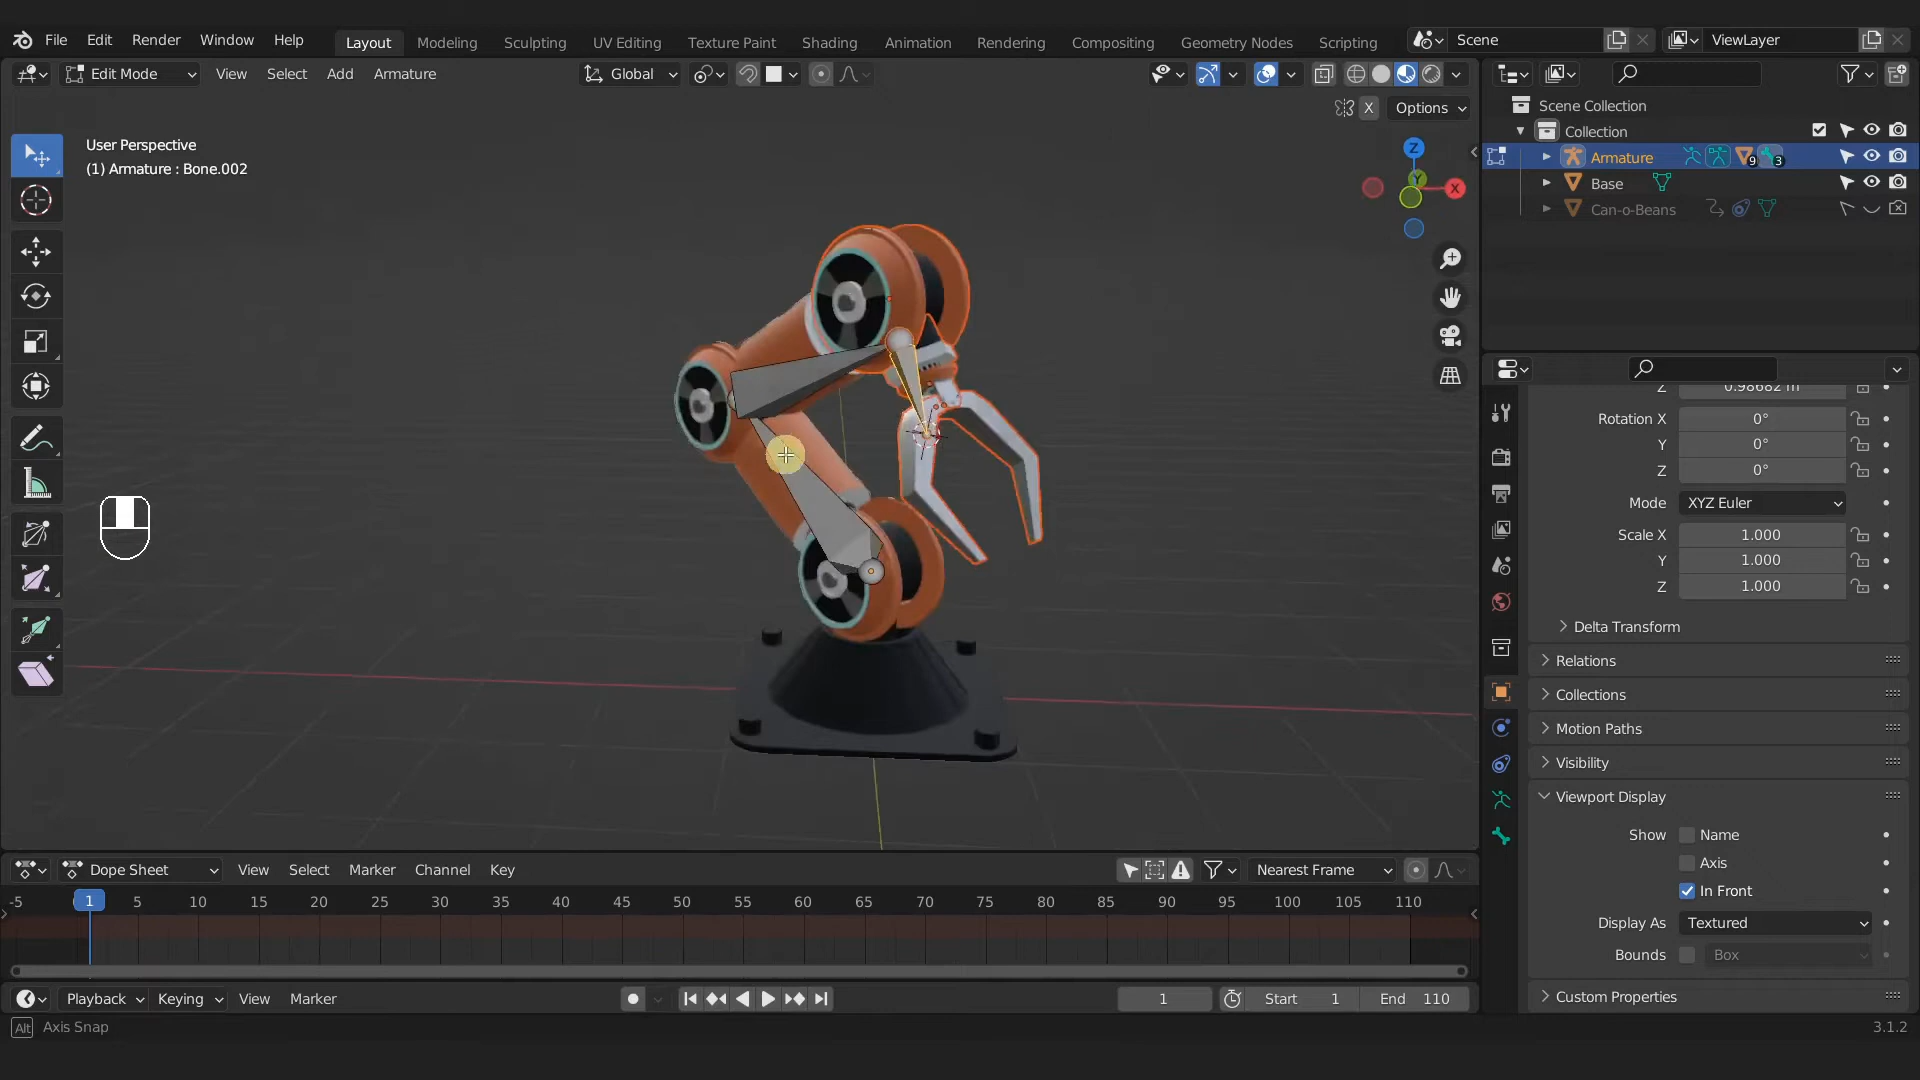 File Edit Render Window Help Layout Modeling Sculpting UV Editing Texture Paint Shading Animation Rendering Compositing Geometry Nodes Scripting Scene ViewLayer
Edit Mode View Select Add Armature Global
X Options
User Perspective
(1) Armature : Bone.002
Z
Y
X
Scene Collection
Collection
Armature 9 3
Base
Can-o-Beans
Z 0.98682 m
Rotation X 0°
Y 0°
Z 0°
Mode XYZ Euler
Scale X 1.000
Y 1.000
Z 1.000
Delta Transform
Relations
Collections
Motion Paths
Visibility
Viewport Display
Show Name
Axis
In Front
Display As Textured
Bounds Box
Custom Properties
Dope Sheet View Select Marker Channel Key Nearest Frame
-5 1 5 10 15 20 25 30 35 40 45 50 55 60 65 70 75 80 85 90 95 100 105 110
Playback Keying View Marker 1 Start 1 End 110
Alt Axis Snap 3.1.2